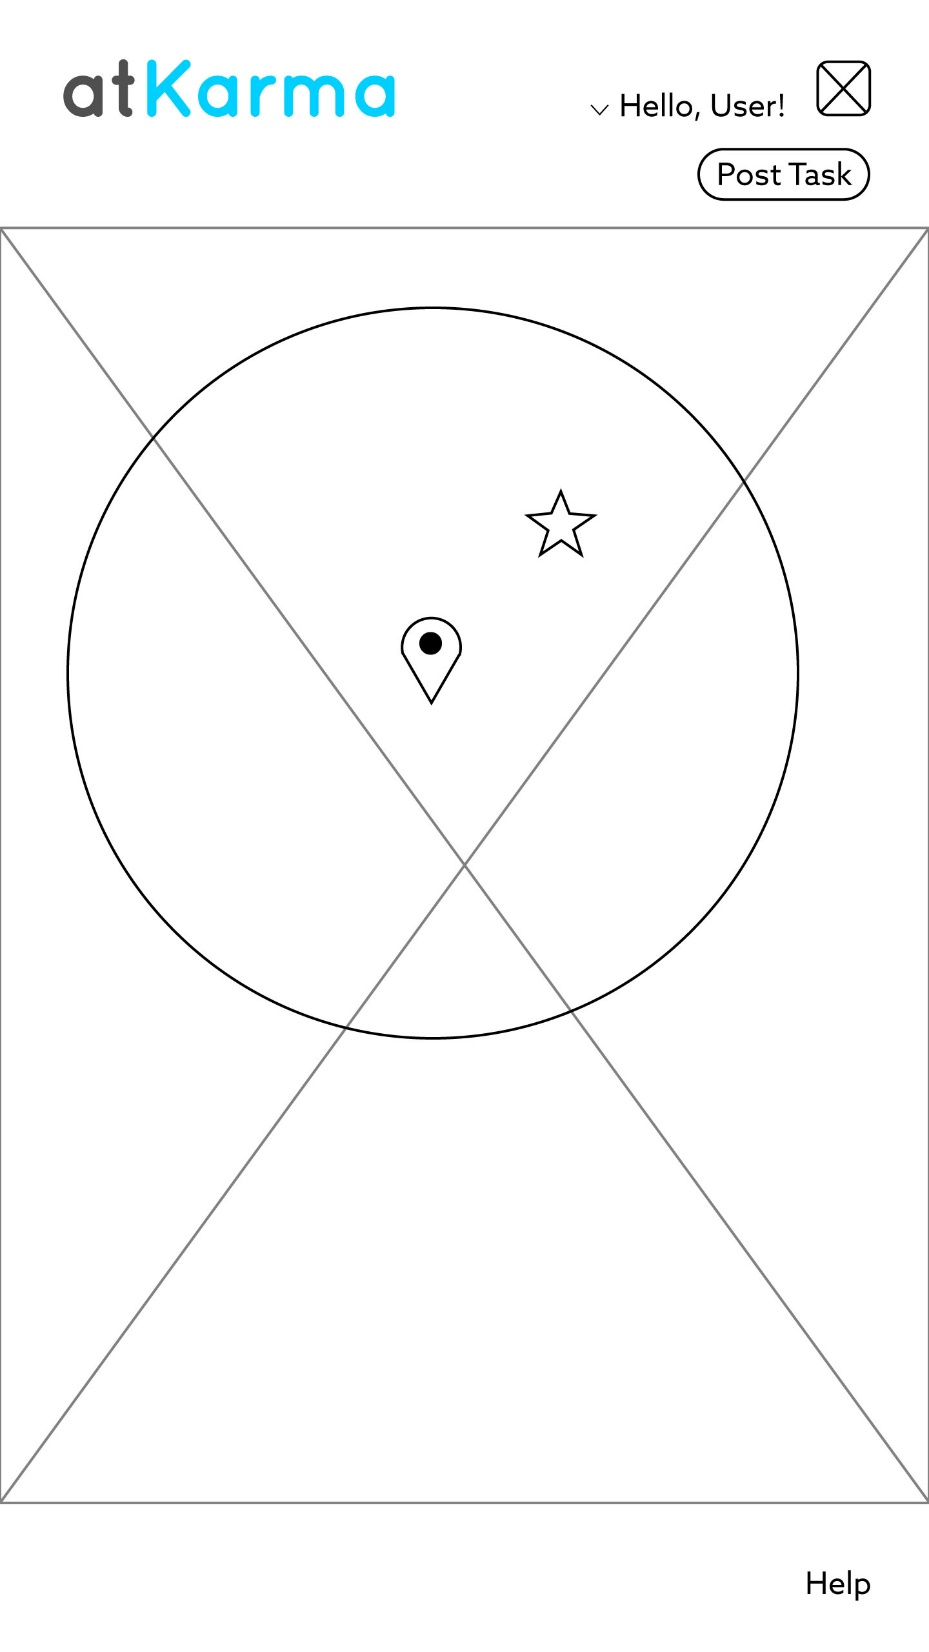 atKarma
Hello, User!
Post Task
Help